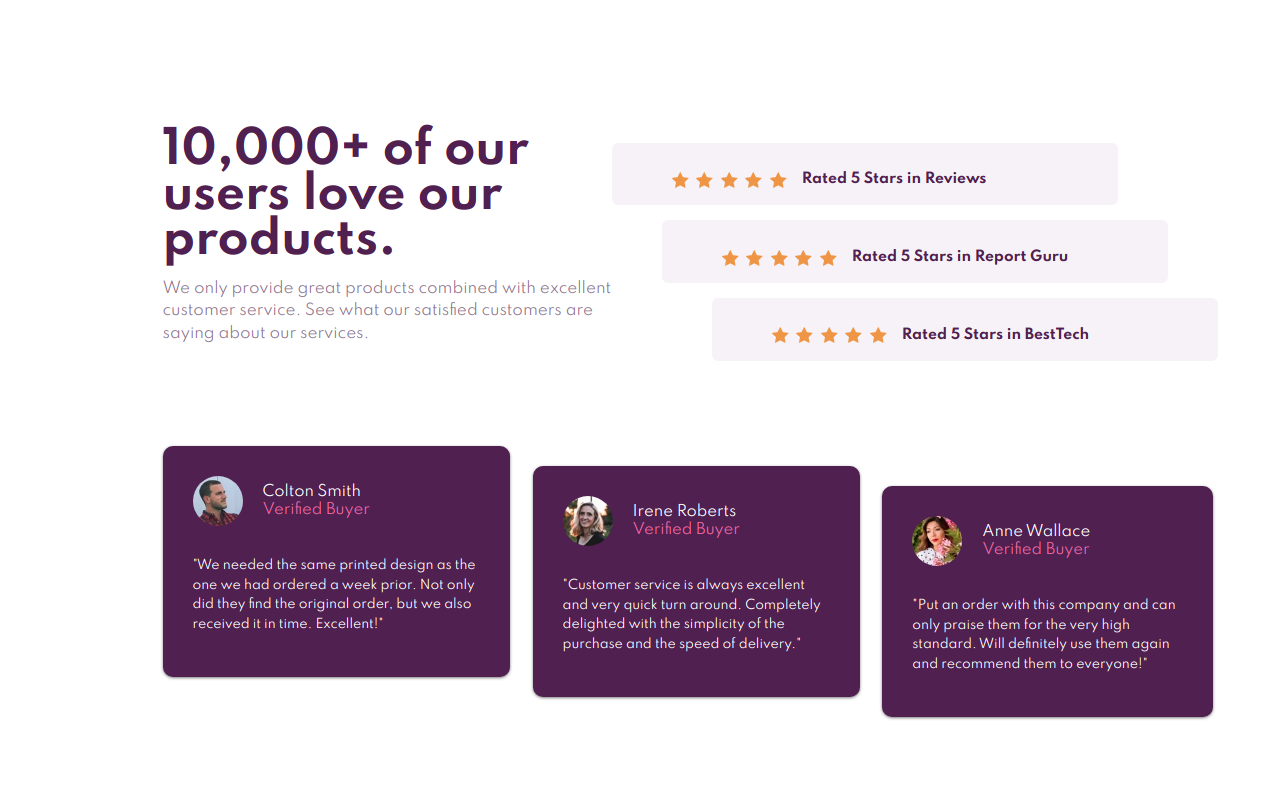 10,000+ of our
users love our
products.
We only provide great products combined with excellent
customer service. See what our satisfied customers are
saying about our services.
Rated 5 Stars in Reviews
Rated 5 Stars in Report Guru
Rated 5 Stars in BestTech
Colton Smith
Verified Buyer
"We needed the same printed design as the
one we had ordered a week prior. Not only
did they find the original order, but we also
received it in time. Excellent!"
Irene Roberts
Verified Buyer
"Customer service is always excellent
and very quick turn around. Completely
delighted with the simplicity of the
purchase and the speed of delivery."
Anne Wallace
Verified Buyer
"Put an order with this company and can
only praise them for the very high
standard. Will definitely use them again
and recommend them to everyone!"